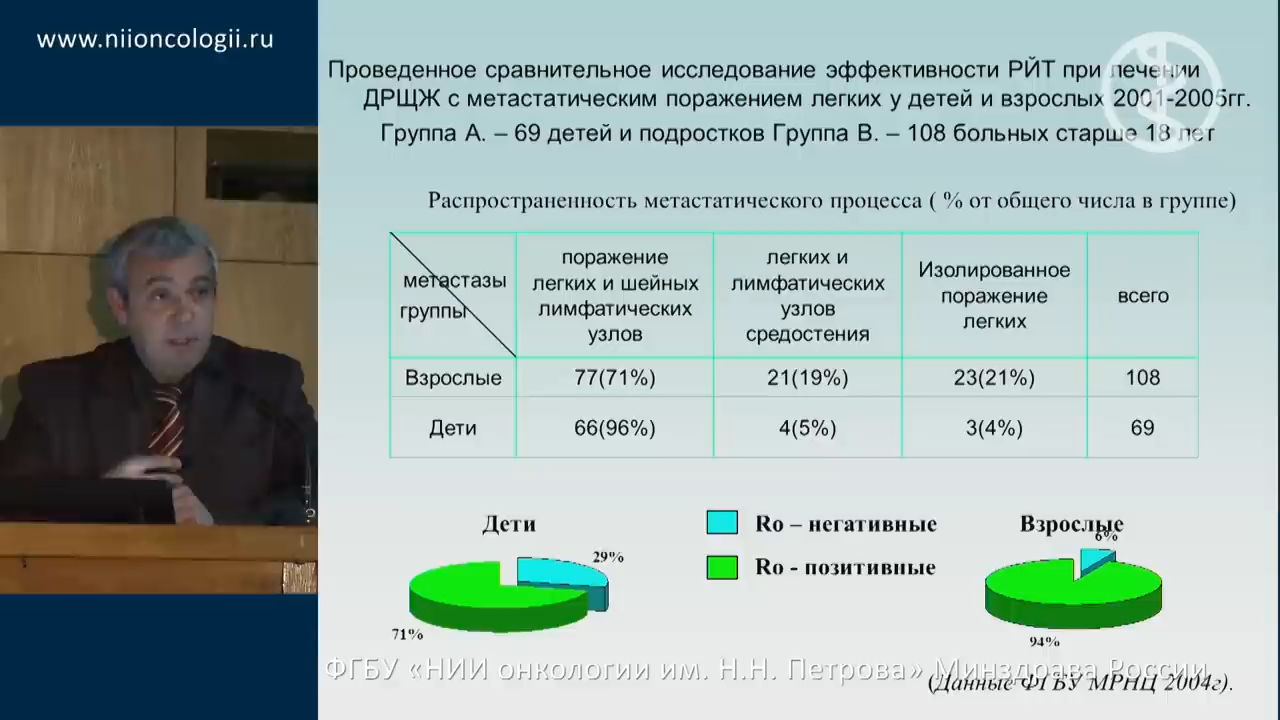 www.niioncologii.ru
Проведенное сравнительное исследование эффективности РЙТ при лечении
ДРЩЖ с метастатическим поражением легких у детей и взрослых 2001-2005гг.
Группа А. – 69 детей и подростков Группа В. – 108 больных старше 18 лет
Распространенность метастатического процесса ( % от общего числа в группе)
метастазы
группы
поражение
легких и шейных
лимфатических
узлов
легких и
лимфатических
узлов
средостения
Изолированное
поражение
легких
всего
Взрослые 77(71%) 21(19%) 23(21%) 108
Дети 66(96%) 4(5%) 3(4%) 69
Дети
29%
71%
Ro – негативные
Ro - позитивные
Взрослые
6%
94%
ФГБУ «НИИ онкологии им. Н.Н. Петрова» Минздрава России
(Данные ФГБУ МРНЦ 2004г).